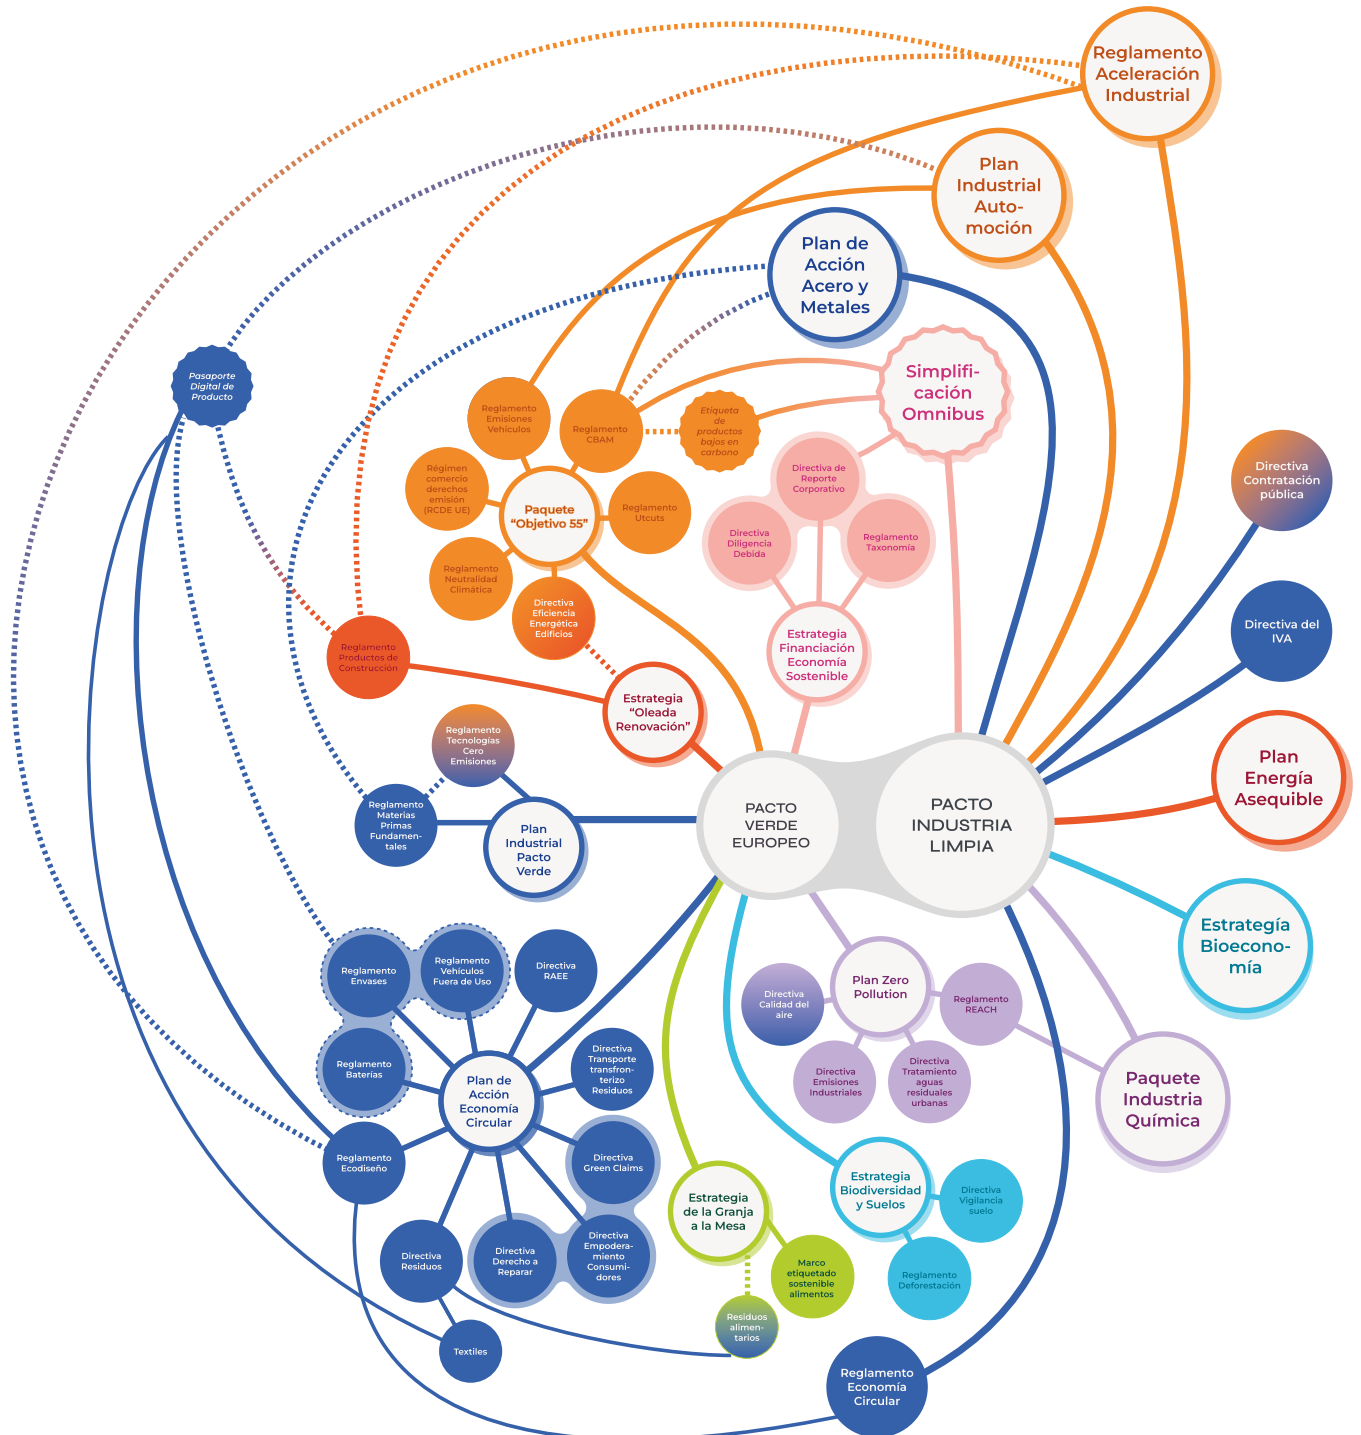 Reglamento
Aceleración
Industrial
Plan
Industrial
Auto-
moción
Plan de
Acción
Acero y
Metales
Simplifi-
cación
Omnibus
Pasaporte
Digital de
Producto
Reglamento
Emisiones
Vehículos
Reglamento
CBAM
Etiqueta
de
productos
bajos en
carbono
Régimen
comercio
derechos
emisión
(RCDE UE)
Paquete
“Objetivo 55”
Reglamento
Utcuts
Reglamento
Neutralidad
Climática
Directiva
Eficiencia
Energética
Edificios
Directiva de
Reporte
Corporativo
Directiva
Diligencia
Debida
Reglamento
Taxonomía
Estrategia
Financiación
Economía
Sostenible
Directiva
Contratación
pública
Directiva del
IVA
Reglamento
Productos de
Construcción
Estrategia
“Oleada
Renovación”
Reglamento
Tecnologías
Cero
Emisiones
Reglamento
Materias
Primas
Fundamen-
tales
Plan
Industrial
Pacto
Verde
PACTO
VERDE
EUROPEO
PACTO
INDUSTRIA
LIMPIA
Plan
Energía
Asequible
Estrategía
Bioecono-
mía
Reglamento
Envases
Reglamento
Vehículos
Fuera de Uso
Directiva
RAEE
Reglamento
Baterías
Plan de
Acción
Economía
Circular
Directiva
Transporte
transfron-
terizo
Residuos
Directiva
Calidad del
aire
Plan Zero
Pollution
Reglamento
REACH
Directiva
Emisiones
Industriales
Directiva
Tratamiento
aguas
residuales
urbanas
Paquete
Industria
Química
Reglamento
Ecodiseño
Directiva
Green Claims
Directiva
Residuos
Directiva
Derecho a
Reparar
Directiva
Empodera-
miento
Consumi-
dores
Estrategia
de la Granja
a la Mesa
Estrategia
Biodiversidad
y Suelos
Directiva
Vigilancia
suelo
Reglamento
Deforestación
Marco
etiquetado
sostenible
alimentos
Residuos
alimen-
tarios
Textiles
Reglamento
Economía
Circular